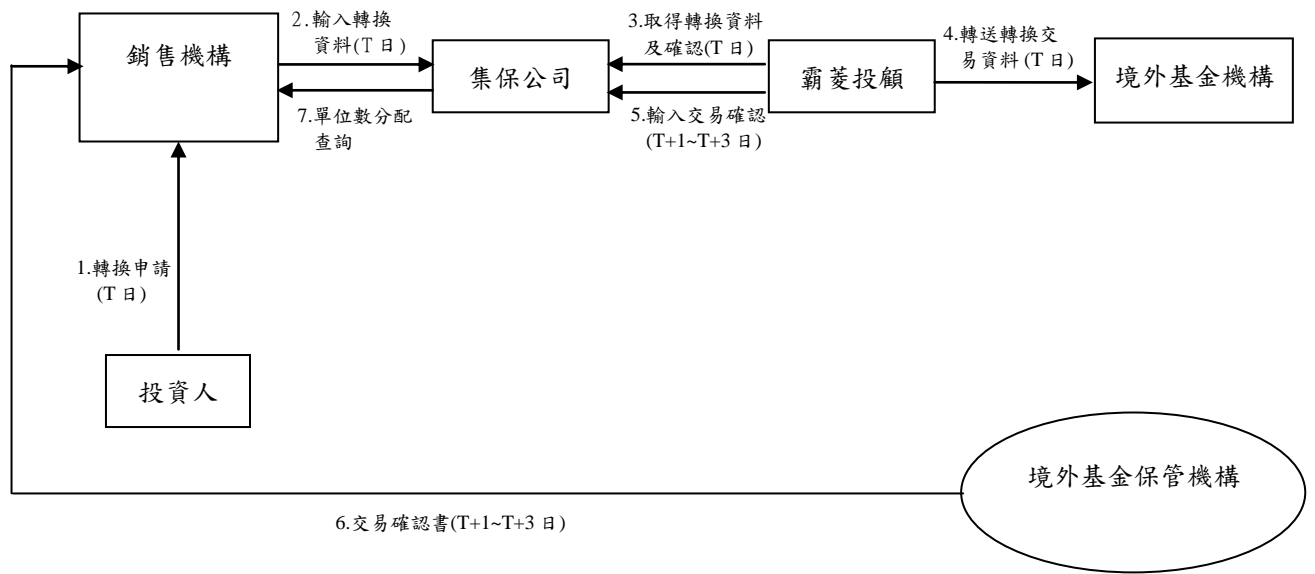 2.輸入轉換
資料(T 日)
3.取得轉換資料
及確認(T 日)
4.轉送轉換交
易資料 (T 日)
銷售機構
集保公司
霸菱投顧
境外基金機構
7.單位數分配
查詢
5.輸入交易確認
(T+1~T+3 日)
1.轉換申請
(T 日)
投資人
境外基金保管機構
6.交易確認書(T+1~T+3 日)